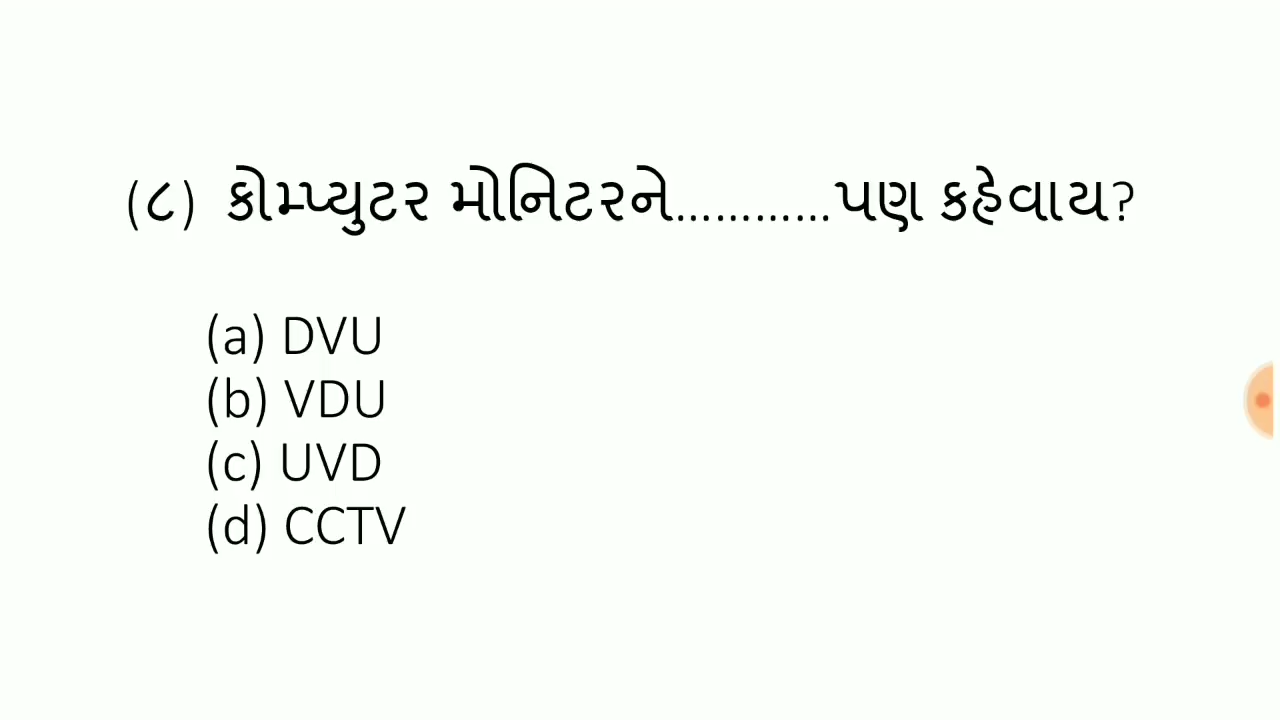 (૮) કોમ્પ્યુટર મોનિટરને............પણ કહેવાય?
(a) DVU
(b) VDU
(c) UVD
(d) CCTV